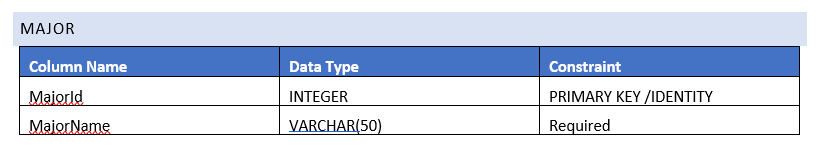 MAJOR
Column Name Data Type Constraint
MajorId INTEGER PRIMARY KEY /IDENTITY
MajorName VARCHAR(50) Required